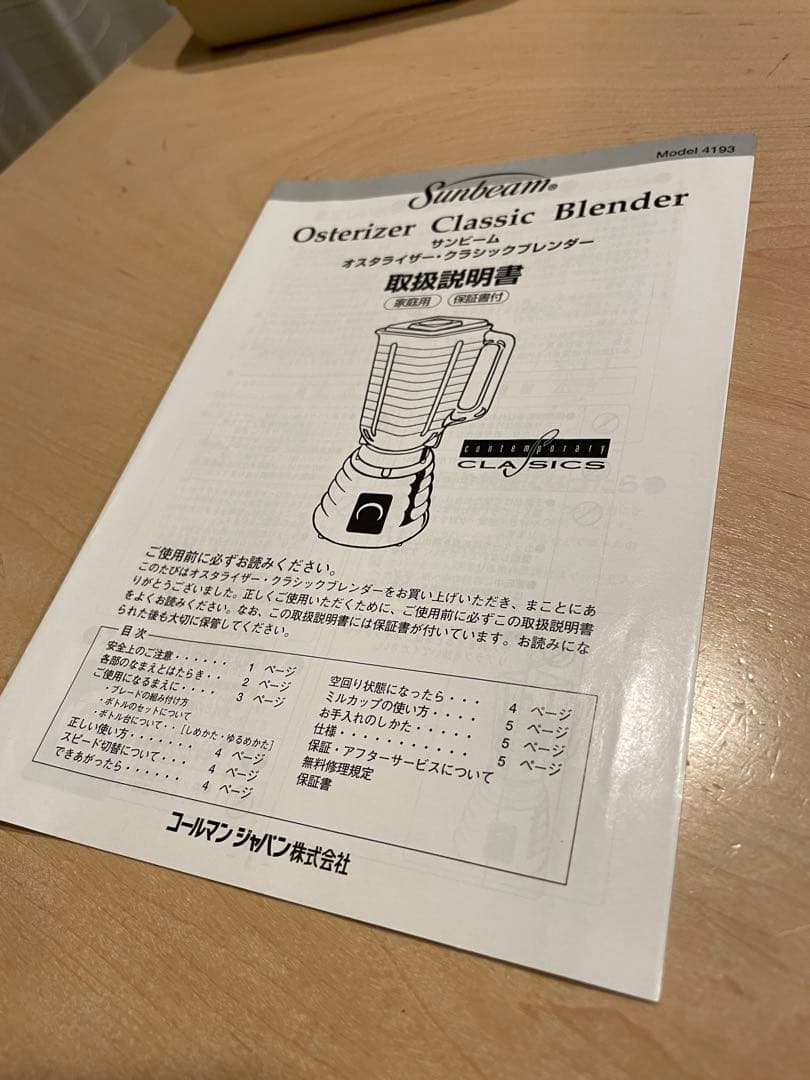 Model 4193
Sunbeam®
Osterizer Classic Blender
サンビーム
オスタライザー・クラシックブレンダー
取扱説明書
家庭用 保証書付
contemporary
CLASSICS
ご使用前に必ずお読みください。
このたびはオスタライザー・クラシックブレンダーをお買い上げいただき、まことにあ
りがとうございました。正しくご使用いただくために、ご使用前に必ずこの取扱説明書
をよくお読みください。なお、この取扱説明書には保証書が付いています。お読みにな
られた後も大切に保管してください。
目次
安全上のご注意・・・・・・ 1 ページ
各部のなまえとはたらき・・ 2 ページ
ご使用になるまえに・・・・ 3 ページ
・ブレードの組み付け方
・ボトルのセットについて
・ボトル台について・・［しめかた・ゆるめかた］
正しい使い方・・・・・・・ 4 ページ
スピード切替について・・・ 4 ページ
できあがったら・・・・・・ 4 ページ
空回り状態になったら・・・ 4 ページ
ミルカップの使い方・・・・ 5 ページ
お手入れのしかた・・・・・ 5 ページ
仕様・・・・・・・・・・・ 5 ページ
保証・アフターサービスについて
無料修理規定
保証書
コールマン ジャパン株式会社